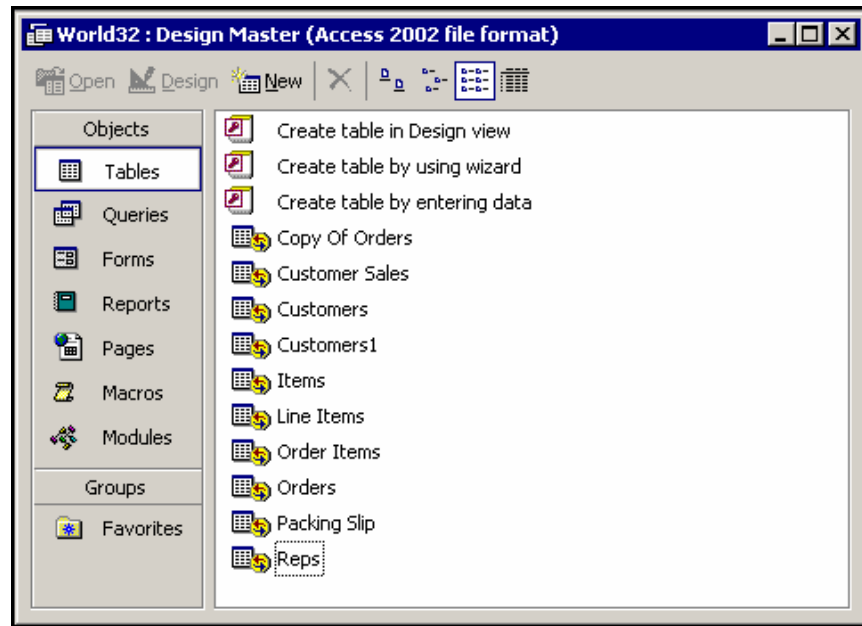 World32 : Design Master (Access 2002 file format)
Open Design New
Objects
Tables
Queries
Forms
Reports
Pages
Macros
Modules
Groups
Favorites
Create table in Design view
Create table by using wizard
Create table by entering data
Copy Of Orders
Customer Sales
Customers
Customers1
Items
Line Items
Order Items
Orders
Packing Slip
Reps